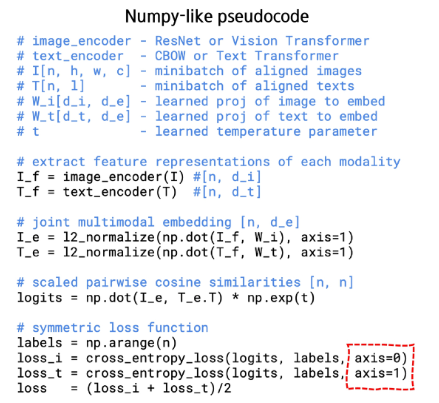 Numpy-like pseudocode
# image_encoder - ResNet or Vision Transformer
# text_encoder - CBOW or Text Transformer
# I[n, h, w, c] - minibatch of aligned images
# T[n, l] - minibatch of aligned texts
# W_i[d_i, d_e] - learned proj of image to embed
# W_t[d_t, d_e] - learned proj of text to embed
# t - learned temperature parameter
# extract feature representations of each modality
I_f = image_encoder(I) #[n, d_i]
T_f = text_encoder(T) #[n, d_t]
# joint multimodal embedding [n, d_e]
I_e = l2_normalize(np.dot(I_f, W_i), axis=1)
T_e = l2_normalize(np.dot(T_f, W_t), axis=1)
# scaled pairwise cosine similarities [n, n]
logits = np.dot(I_e, T_e.T) * np.exp(t)
# symmetric loss function
labels = np.arange(n)
loss_i = cross_entropy_loss(logits, labels, axis=0)
loss_t = cross_entropy_loss(logits, labels, axis=1)
loss = (loss_i + loss_t)/2